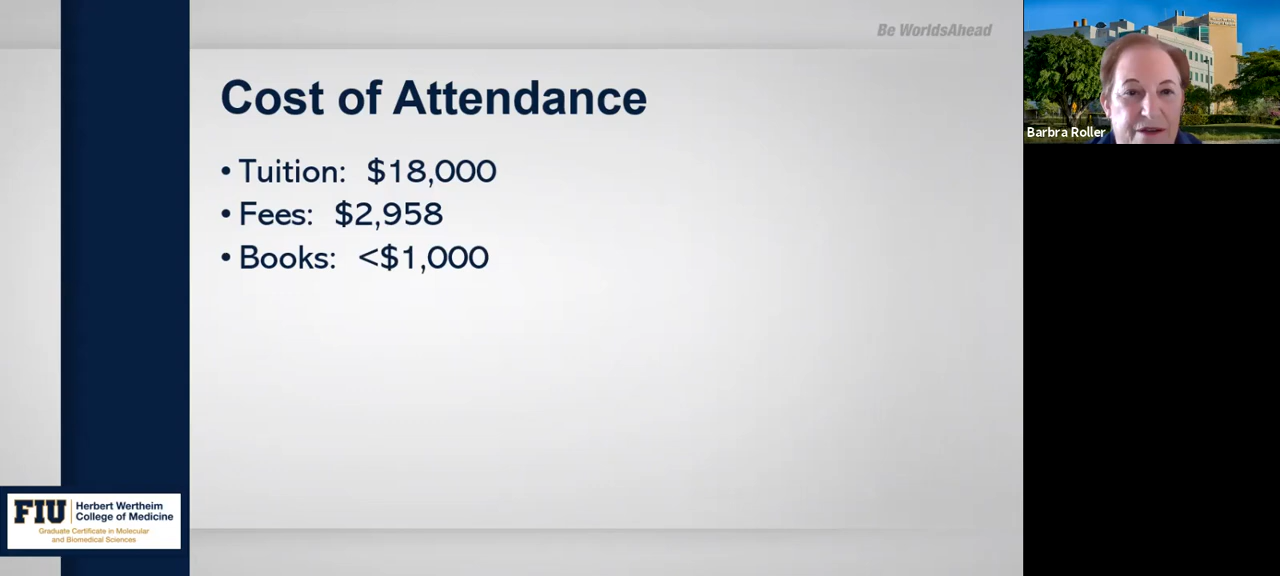 Be WorldsAhead
Cost of Attendance
• Tuition: $18,000
• Fees: $2,958
• Books: <$1,000
FIU
Herbert Wertheim
College of Medicine
Graduate Certificate in Molecular
and Biomedical Sciences
Barbra Roller